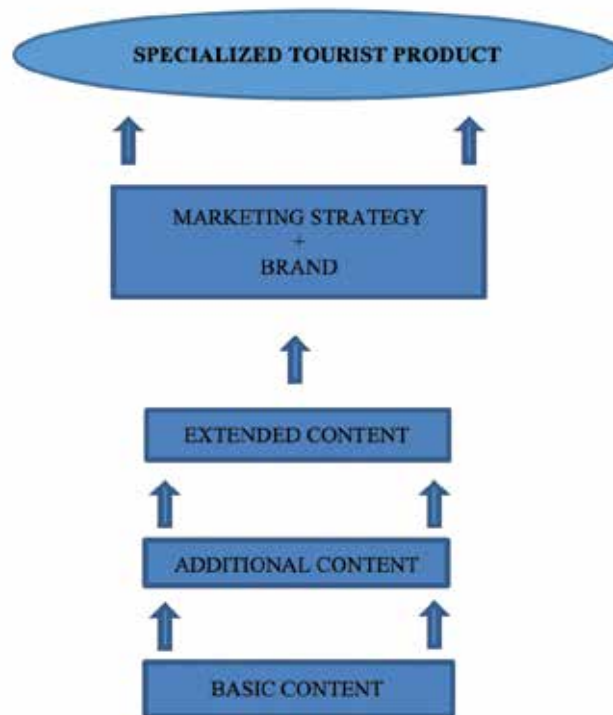 SPECIALIZED TOURIST PRODUCT
MARKETING STRATEGY
+
BRAND
EXTENDED CONTENT
ADDITIONAL CONTENT
BASIC CONTENT